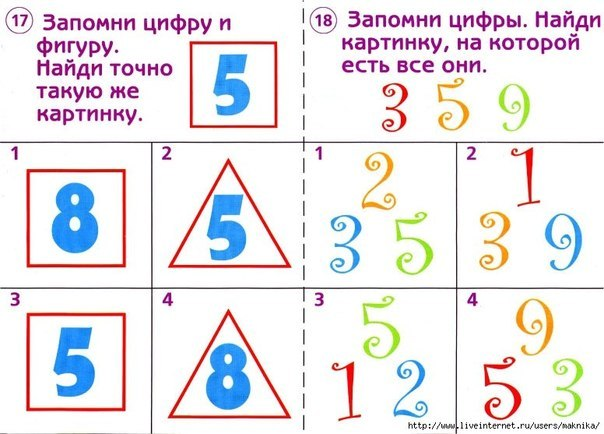 17 Запомни цифру и
фигуру.
Найди точно
такую же
картинку.
5
1
8
2
5
3
5
4
8
18 Запомни цифры. Найди
картинку, на которой
есть все они.
3 5 9
1
2
3 5
2
1
3 9
3
5
1 2
4
9
5 3
http://www.liveinternet.ru/users/maknika/